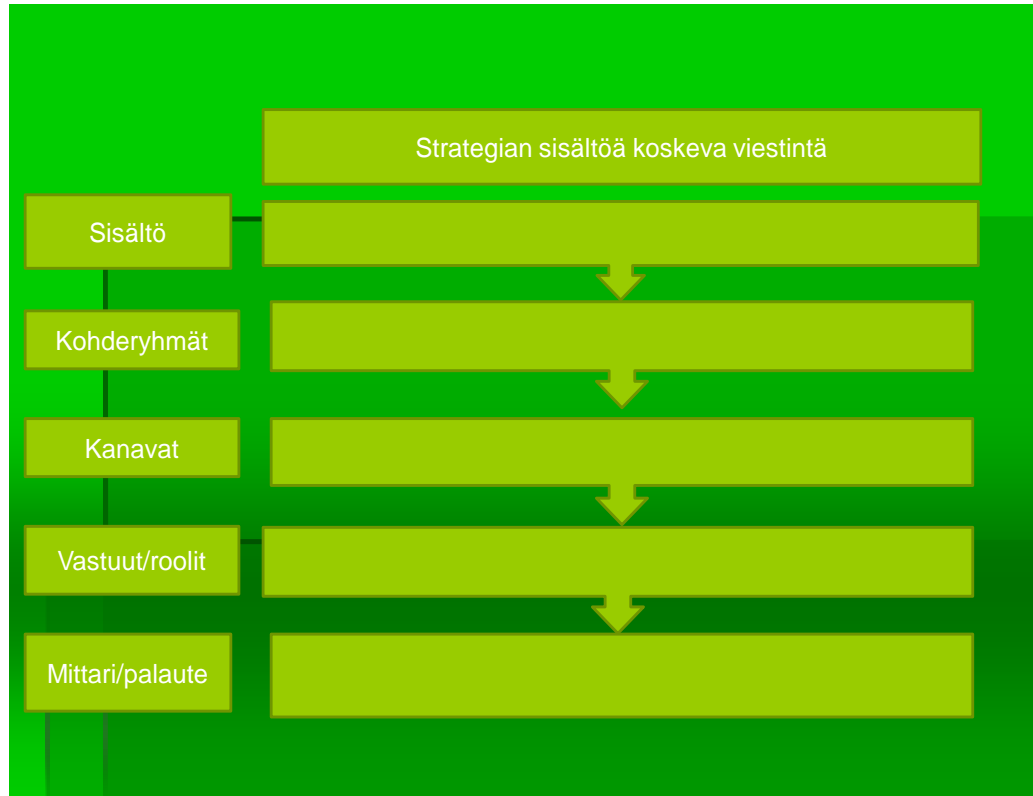 Strategian sisältöä koskeva viestintä
Sisältö
Kohderyhmät
Kanavat
Vastuut/roolit
Mittari/palaute